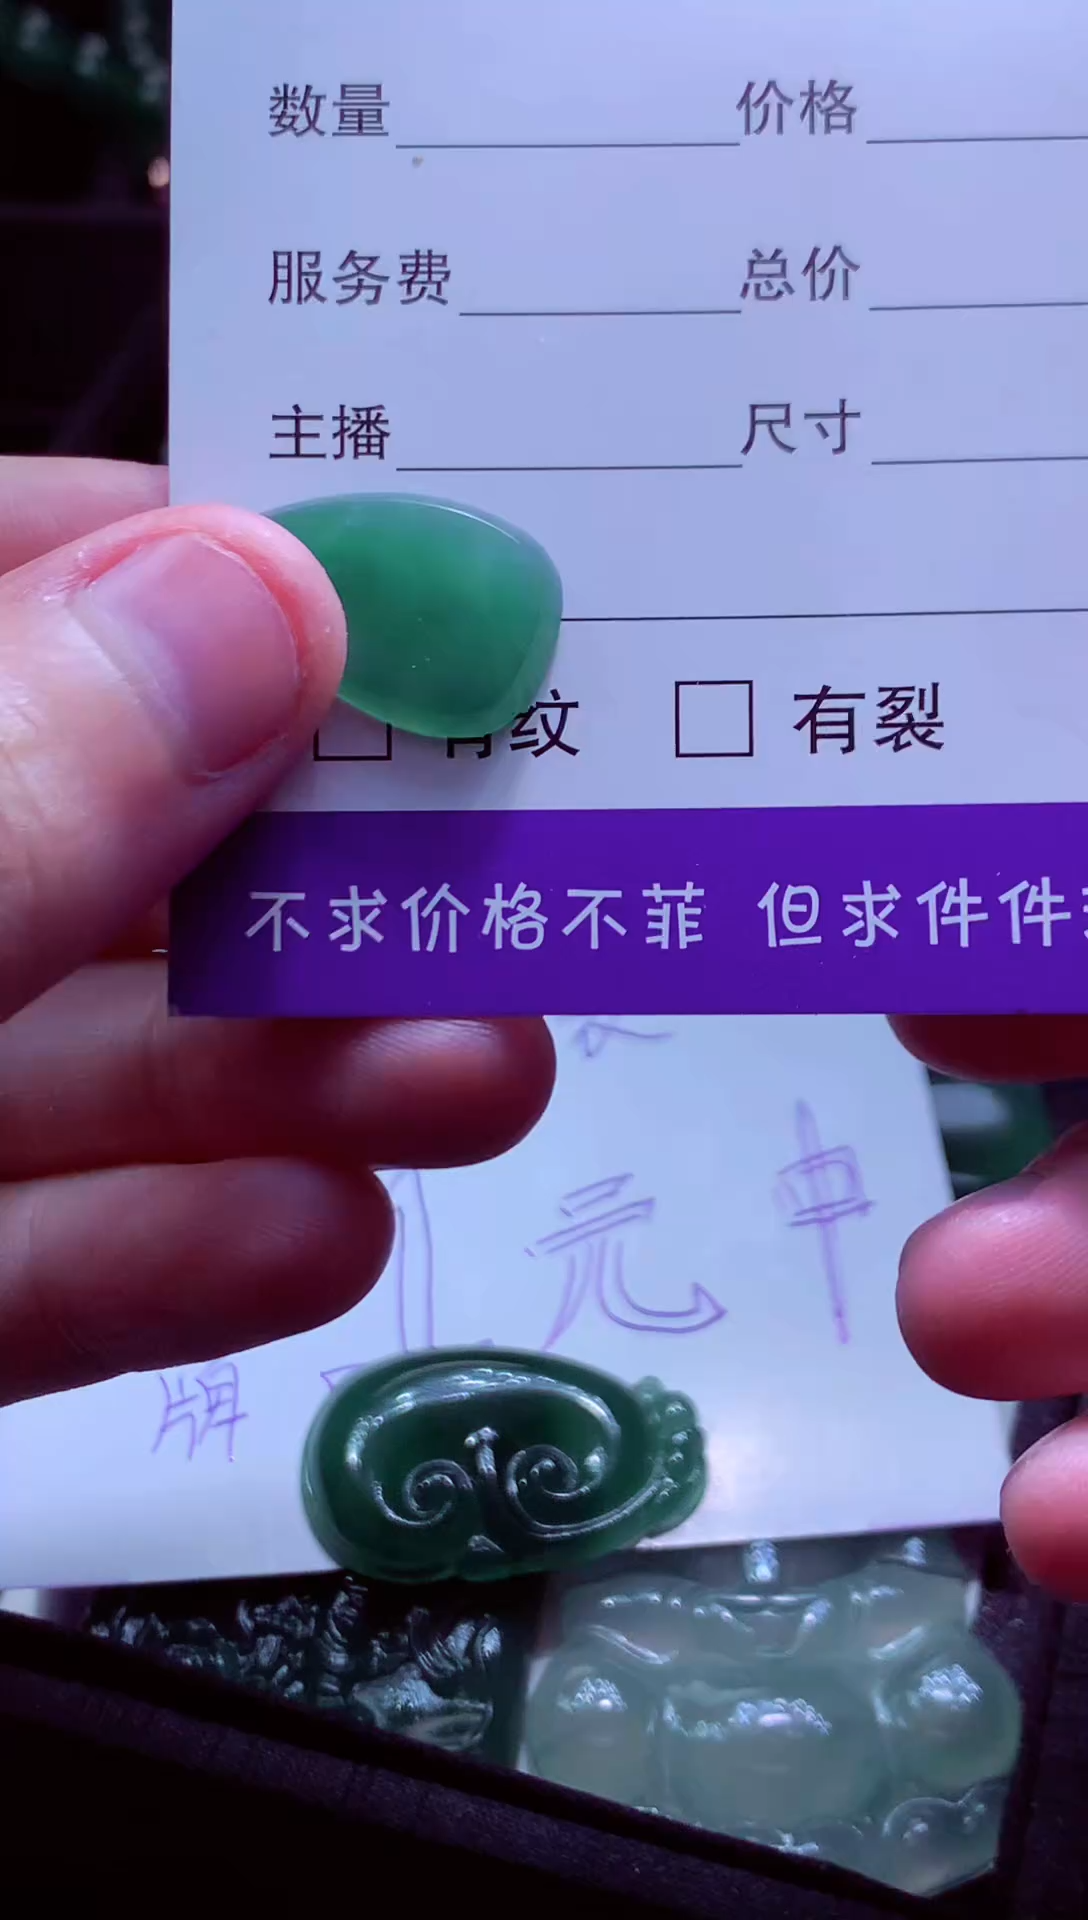 数量 价格
服务费 总价
主播 尺寸
有纹 有裂
不求价格不菲 但求件件
元
牌